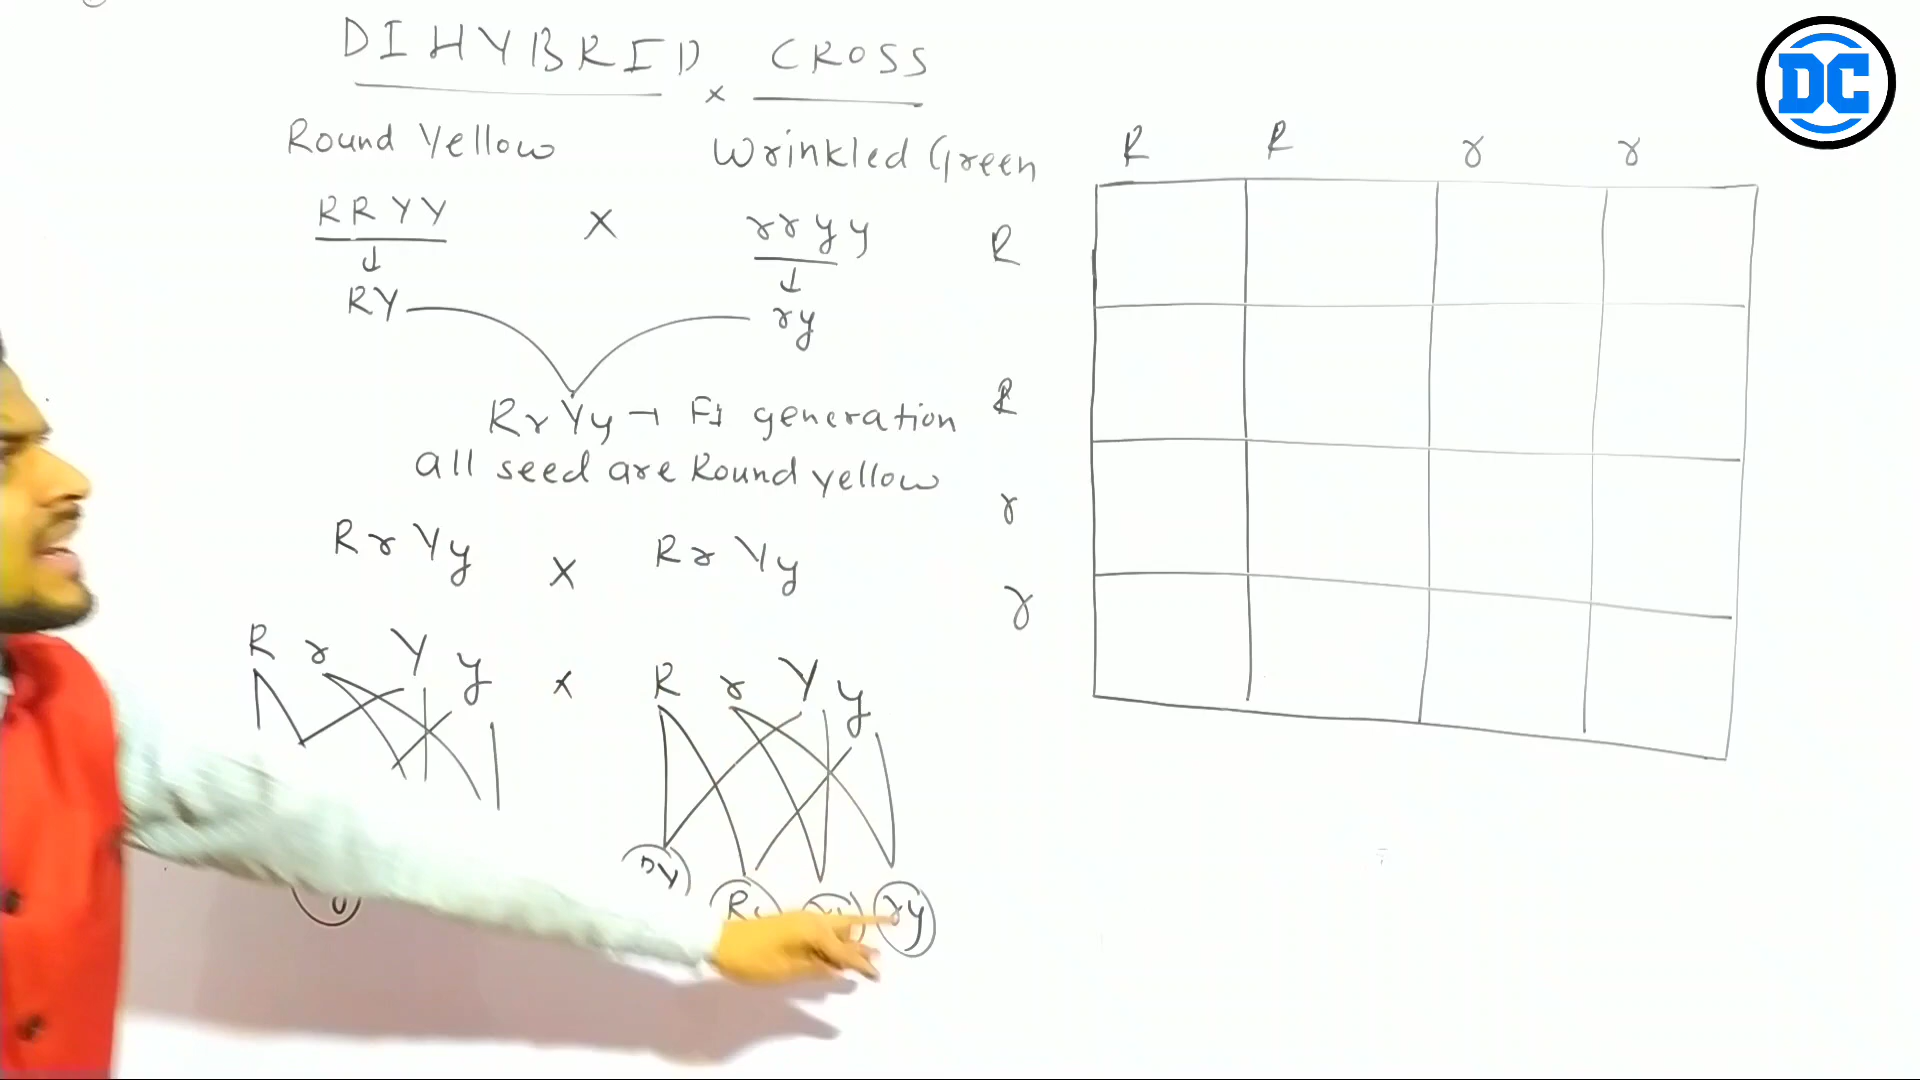 DIHYBRID CROSS
×
Round Yellow Wrinkled Green
RRYY X rryy
RY ry
RrYy → F1 generation
all seed are Round yellow
RrYy X RrYy
R r Y y × R r Y y
ry
R R r r
R
R
r
r
DC